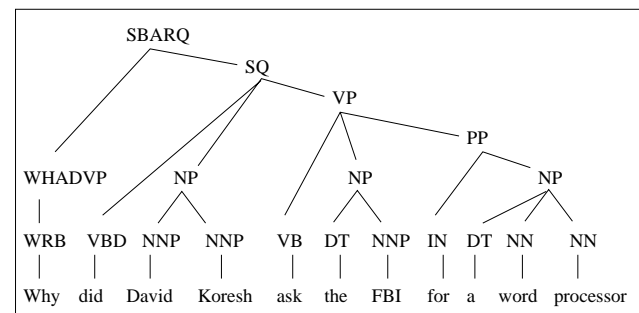 SBARQ
SQ
VP
PP
WHADVP NP NP NP
WRB VBD NNP NNP VB DT NNP IN DT NN NN
Why did David Koresh ask the FBI for a word processor